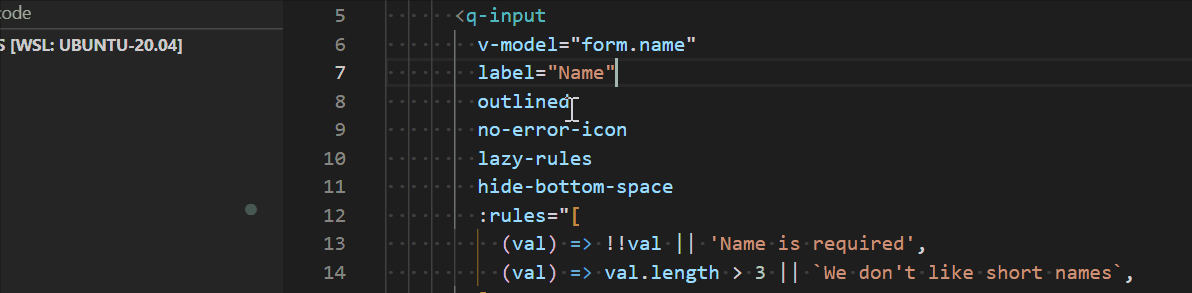 code
S [WSL: UBUNTU-20.04]
5 <q-input
6 v-model="form.name"
7 label="Name"
8 outlined
9 no-error-icon
10 lazy-rules
11 hide-bottom-space
12 :rules="[
13 (val) => !!val || 'Name is required',
14 (val) => val.length > 3 || `We don't like short names`,